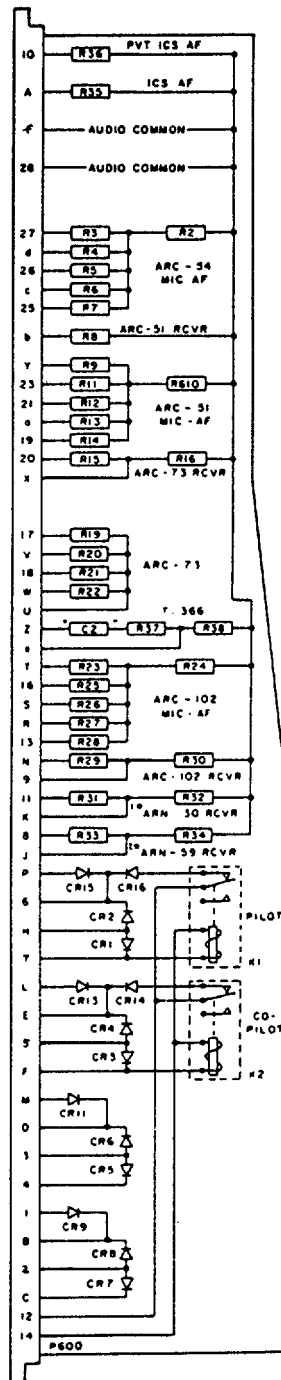 PVT ICS AF
10 R36
ICS AF
A R35
f AUDIO COMMON
28 AUDIO COMMON
27 R3 R2
d R4
26 R5 ARC-54
c R6 MIC AF
25 R7
b R8 ARC-51 RCVR
Y R9
23 R11 R610
21 R12 ARC-51
a R13 MIC-AF
19 R14
20 R15 R16
X ARC-73 RCVR
17 R19
V R20 ARC-73
18 R21
W R22
U
Z C2 R37 R38
T R23 R24
16 R25
S R26 ARC-102
R R27 MIC-AF
13 R28
N R29 R30
9 ARC-102 RCVR
11 R31 R32
K ARN-30 RCVR
8 R33 R34
J ARN-59 RCVR
P CR15 CR16
6 CR2
PILOT
H CR1
7 K1
L CR13 CR14
E CR4
CO-
PILOT
5 CR3
F K2
M CR11
D CR6
3 CR5
4
1 CR9
B CR8
2 CR7
C
12
14
P600